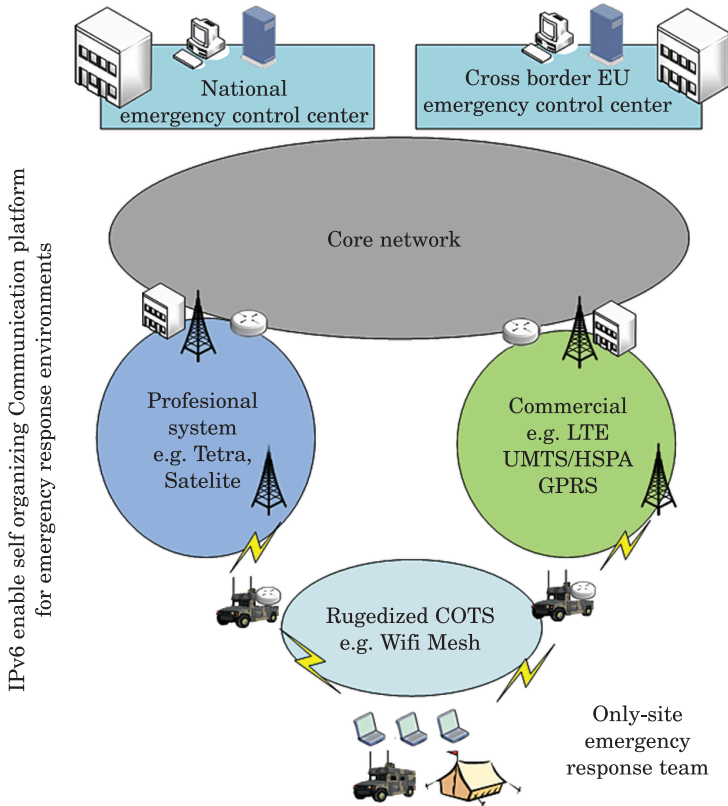 National
emergency control center
Cross border EU
emergency control center
IPv6 enable self organizing Communication platform
for emergency response environments
Core network
Profesional
system
e.g. Tetra,
Satelite
Commercial
e.g. LTE
UMTS/HSPA
GPRS
Rugedized COTS
e.g. Wifi Mesh
Only-site
emergency
response team